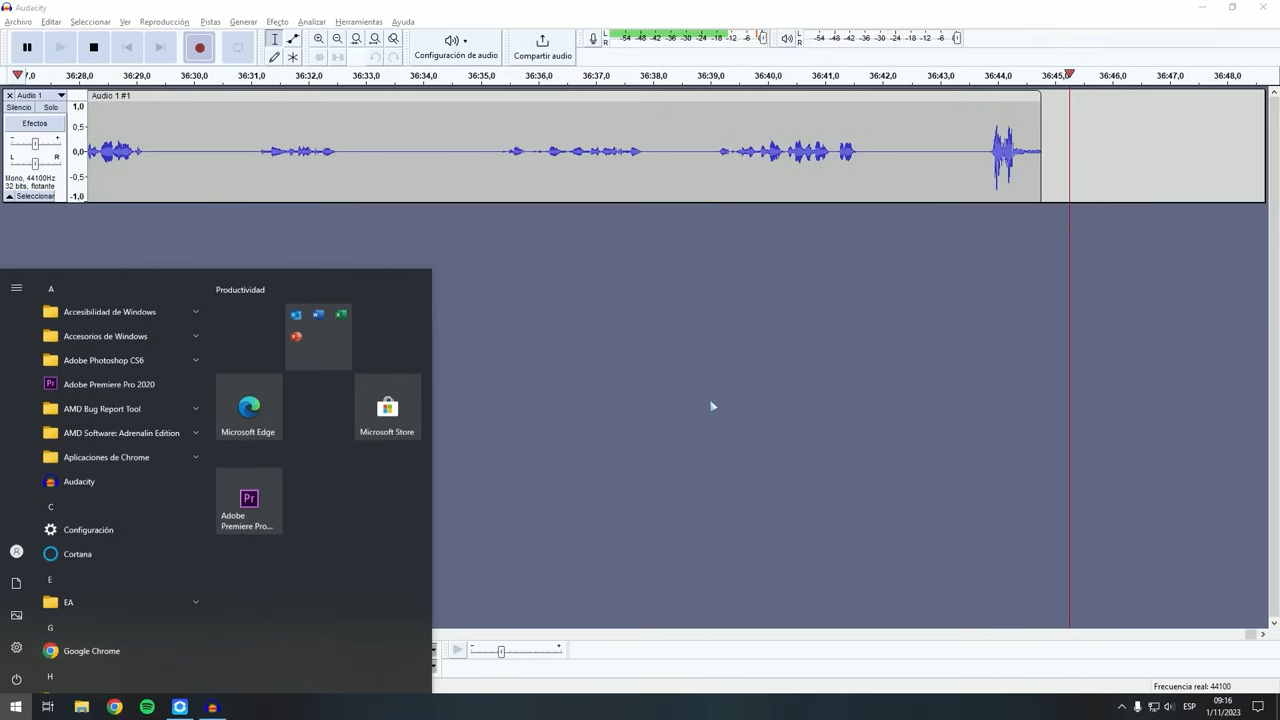 Audacity
Archivo Editar Seleccionar Ver Reproducción Pistas Generar Efecto Analizar Herramientas Ayuda
-54 -48 -42 -36 -30 -24 -18 -12 -6
L R -54 -48 -42 -36 -30 -24 -18 -12 -6
Configuración de audio
Compartir audio
7,0 36:28,0 36:29,0 36:30,0 36:31,0 36:32,0 36:33,0 36:34,0 36:35,0 36:36,0 36:37,0 36:38,0 36:39,0 36:40,0 36:41,0 36:42,0 36:43,0 36:44,0 36:45,0 36:46,0 36:47,0 36:48,0
Audio 1
Audio 1 #1
Silencio Solo
Efectos
- +
L R
Mono, 44100Hz
32 bits, flotante
Seleccionar
1,0
0,5
0,0
-0,5
-1,0
A
Accesibilidad de Windows
Accesorios de Windows
Adobe Photoshop CS6
Adobe Premiere Pro 2020
AMD Bug Report Tool
AMD Software: Adrenalin Edition
Aplicaciones de Chrome
Audacity
C
Configuración
Cortana
E
EA
G
Google Chrome
H
Productividad
Microsoft Edge
Microsoft Store
Adobe
Premiere Pro...
Frecuencia real: 44100
ESP
09:16
1/11/2023